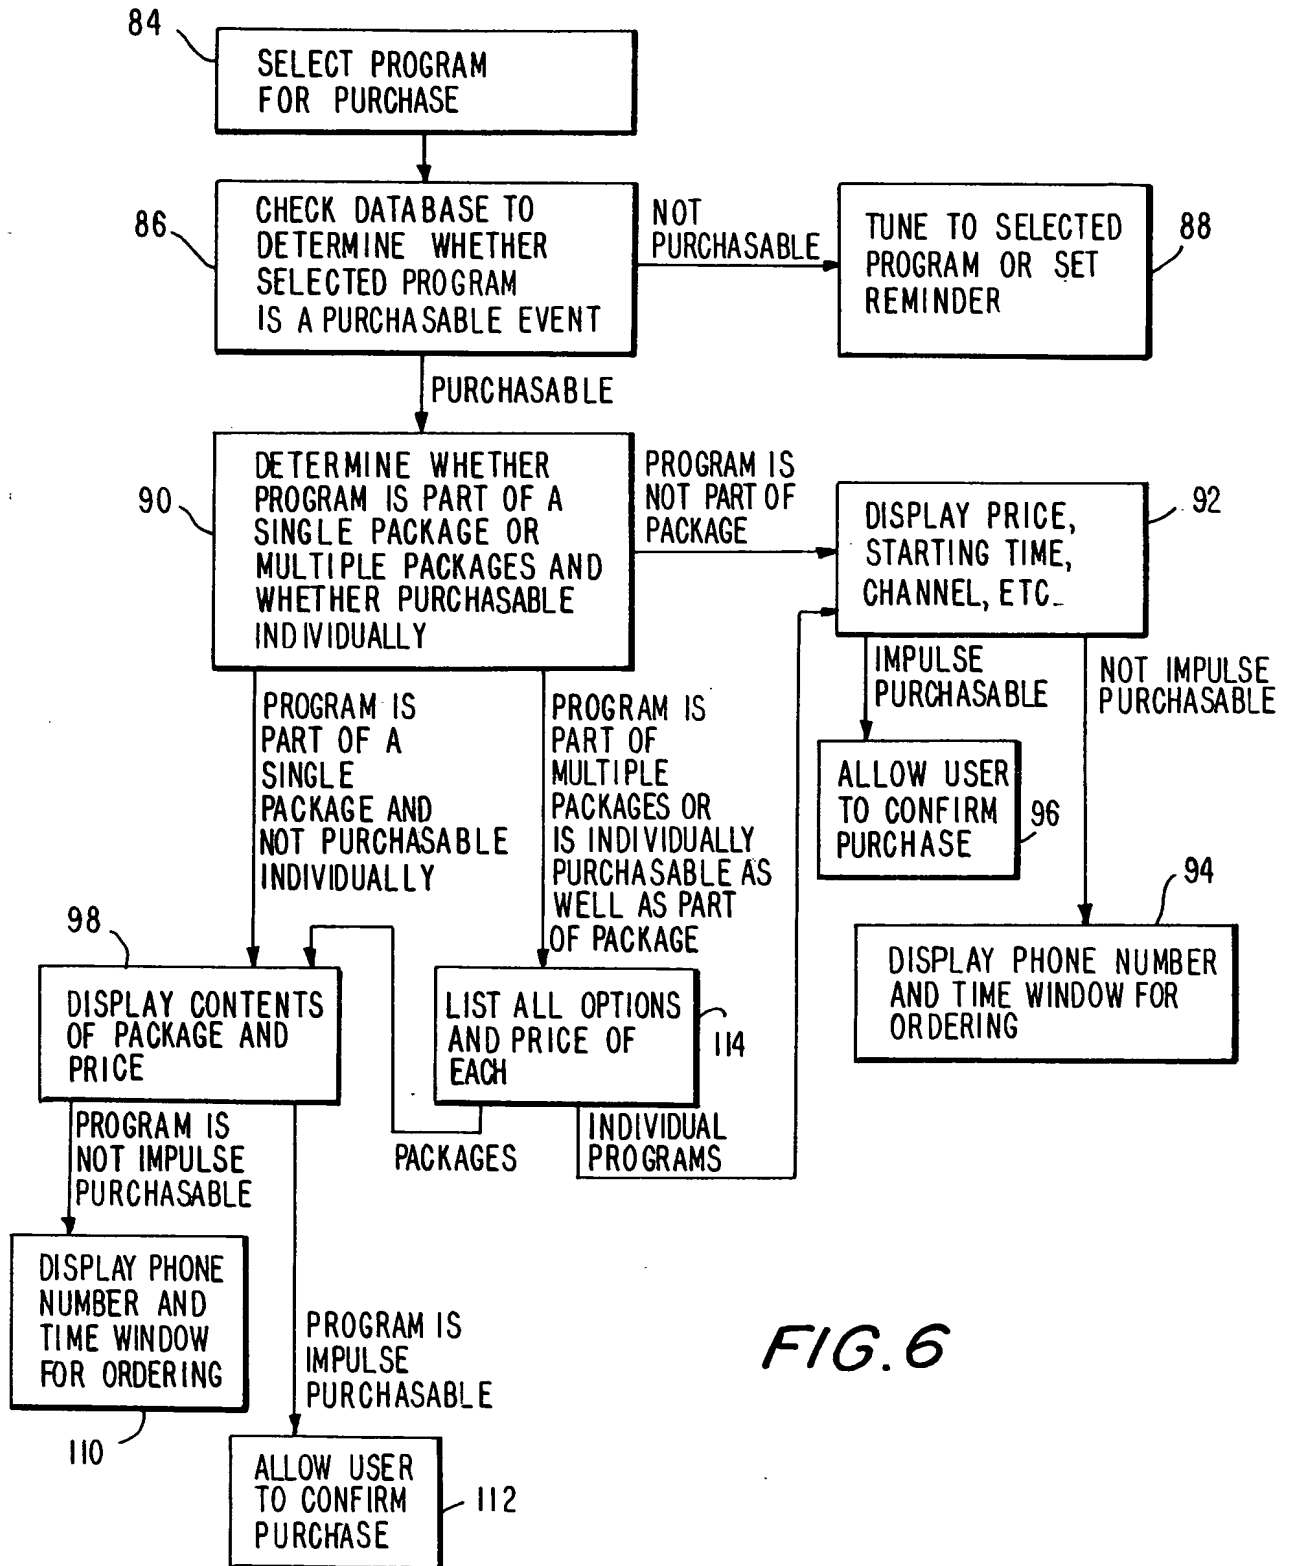 84
SELECT PROGRAM
FOR PURCHASE
86
CHECK DATABASE TO
DETERMINE WHETHER
SELECTED PROGRAM
IS A PURCHASABLE EVENT
NOT
PURCHASABLE
TUNE TO SELECTED
PROGRAM OR SET
REMINDER
88
PURCHASABLE
90
DETERMINE WHETHER
PROGRAM IS PART OF A
SINGLE PACKAGE OR
MULTIPLE PACKAGES AND
WHETHER PURCHASABLE
INDIVIDUALLY
PROGRAM IS
NOT PART OF
PACKAGE
DISPLAY PRICE,
STARTING TIME,
CHANNEL, ETC.
92
IMPULSE
PURCHASABLE
NOT IMPULSE
PURCHASABLE
ALLOW USER
TO CONFIRM
PURCHASE
96
94
DISPLAY PHONE NUMBER
AND TIME WINDOW FOR
ORDERING
PROGRAM IS
PART OF A
SINGLE
PACKAGE AND
NOT PURCHASABLE
INDIVIDUALLY
PROGRAM IS
PART OF
MULTIPLE
PACKAGES OR
IS INDIVIDUALLY
PURCHASABLE AS
WELL AS PART
OF PACKAGE
98
DISPLAY CONTENTS
OF PACKAGE AND
PRICE
LIST ALL OPTIONS
AND PRICE OF
EACH
114
PACKAGES
INDIVIDUAL
PROGRAMS
PROGRAM IS
NOT IMPULSE
PURCHASABLE
DISPLAY PHONE
NUMBER AND
TIME WINDOW
FOR ORDERING
110
PROGRAM IS
IMPULSE
PURCHASABLE
ALLOW USER
TO CONFIRM
PURCHASE
112
FIG.6